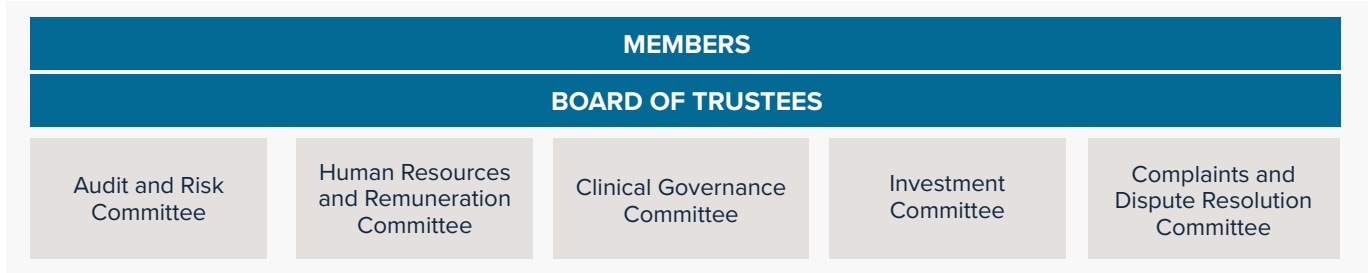 MEMBERS
BOARD OF TRUSTEES
Audit and Risk
Committee
Human Resources
and Remuneration
Committee
Clinical Governance
Committee
Investment
Committee
Complaints and
Dispute Resolution
Committee